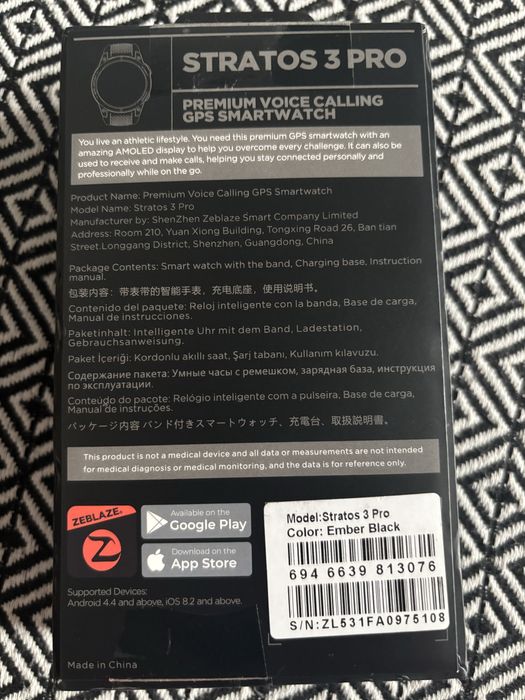 STRATOS 3 PRO
PREMIUM VOICE CALLING
GPS SMARTWATCH
You live an athletic lifestyle. You need this premium GPS smartwatch with an
amazing AMOLED display to help you overcome every challenge. It can also be
used to receive and make calls, helping you stay connected personally and
professionally while on the go.
Product Name: Premium Voice Calling GPS Smartwatch
Model Name: Stratos 3 Pro
Manufacturer by: ShenZhen Zeblaze Smart Company Limited
Address: Room 210, Yuan Xiong Building, Tongxing Road 26, Ban tian
Street.Longgang District, Shenzhen, Guangdong, China
Package Contents: Smart watch with the band, Charging base, Instruction
manual.
包装内容：带表带的智能手表，充电底座，使用说明书。
Contenido del paquete: Reloj inteligente con la banda, Base de carga,
Manual de instrucciones.
Paketinhalt: Intelligente Uhr mit dem Band, Ladestation,
Gebrauchsanweisung.
Paket İçeriği: Kordonlu akıllı saat, Şarj tabanı, Kullanım kılavuzu.
Содержание пакета: Умные часы с ремешком, зарядная база, инструкция
по эксплуатации.
Conteúdo do pacote: Relógio inteligente com a pulseira, Base de carga,
Manual de instruções.
パッケージ内容 バンド付きスマートウォッチ、充電台、取扱説明書。
This product is not a medical device and all data or measurements are not intended
for medical diagnosis or medical monitoring, and the data is for reference only.
ZEBLAZE
Available on the
Google Play
Download on the
App Store
Supported Devices:
Android 4.4 and above, iOS 8.2 and above.
Made in China
Model:Stratos 3 Pro
Color: Ember Black
694 6639 813076
S/N:ZL531FA0975108